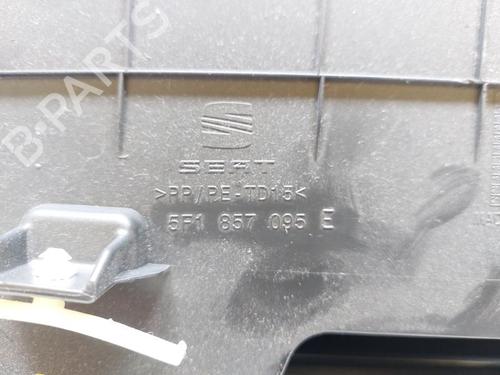 SEAT
>PP/PE-TD15<
5F1 857 095 E
B-PARTS